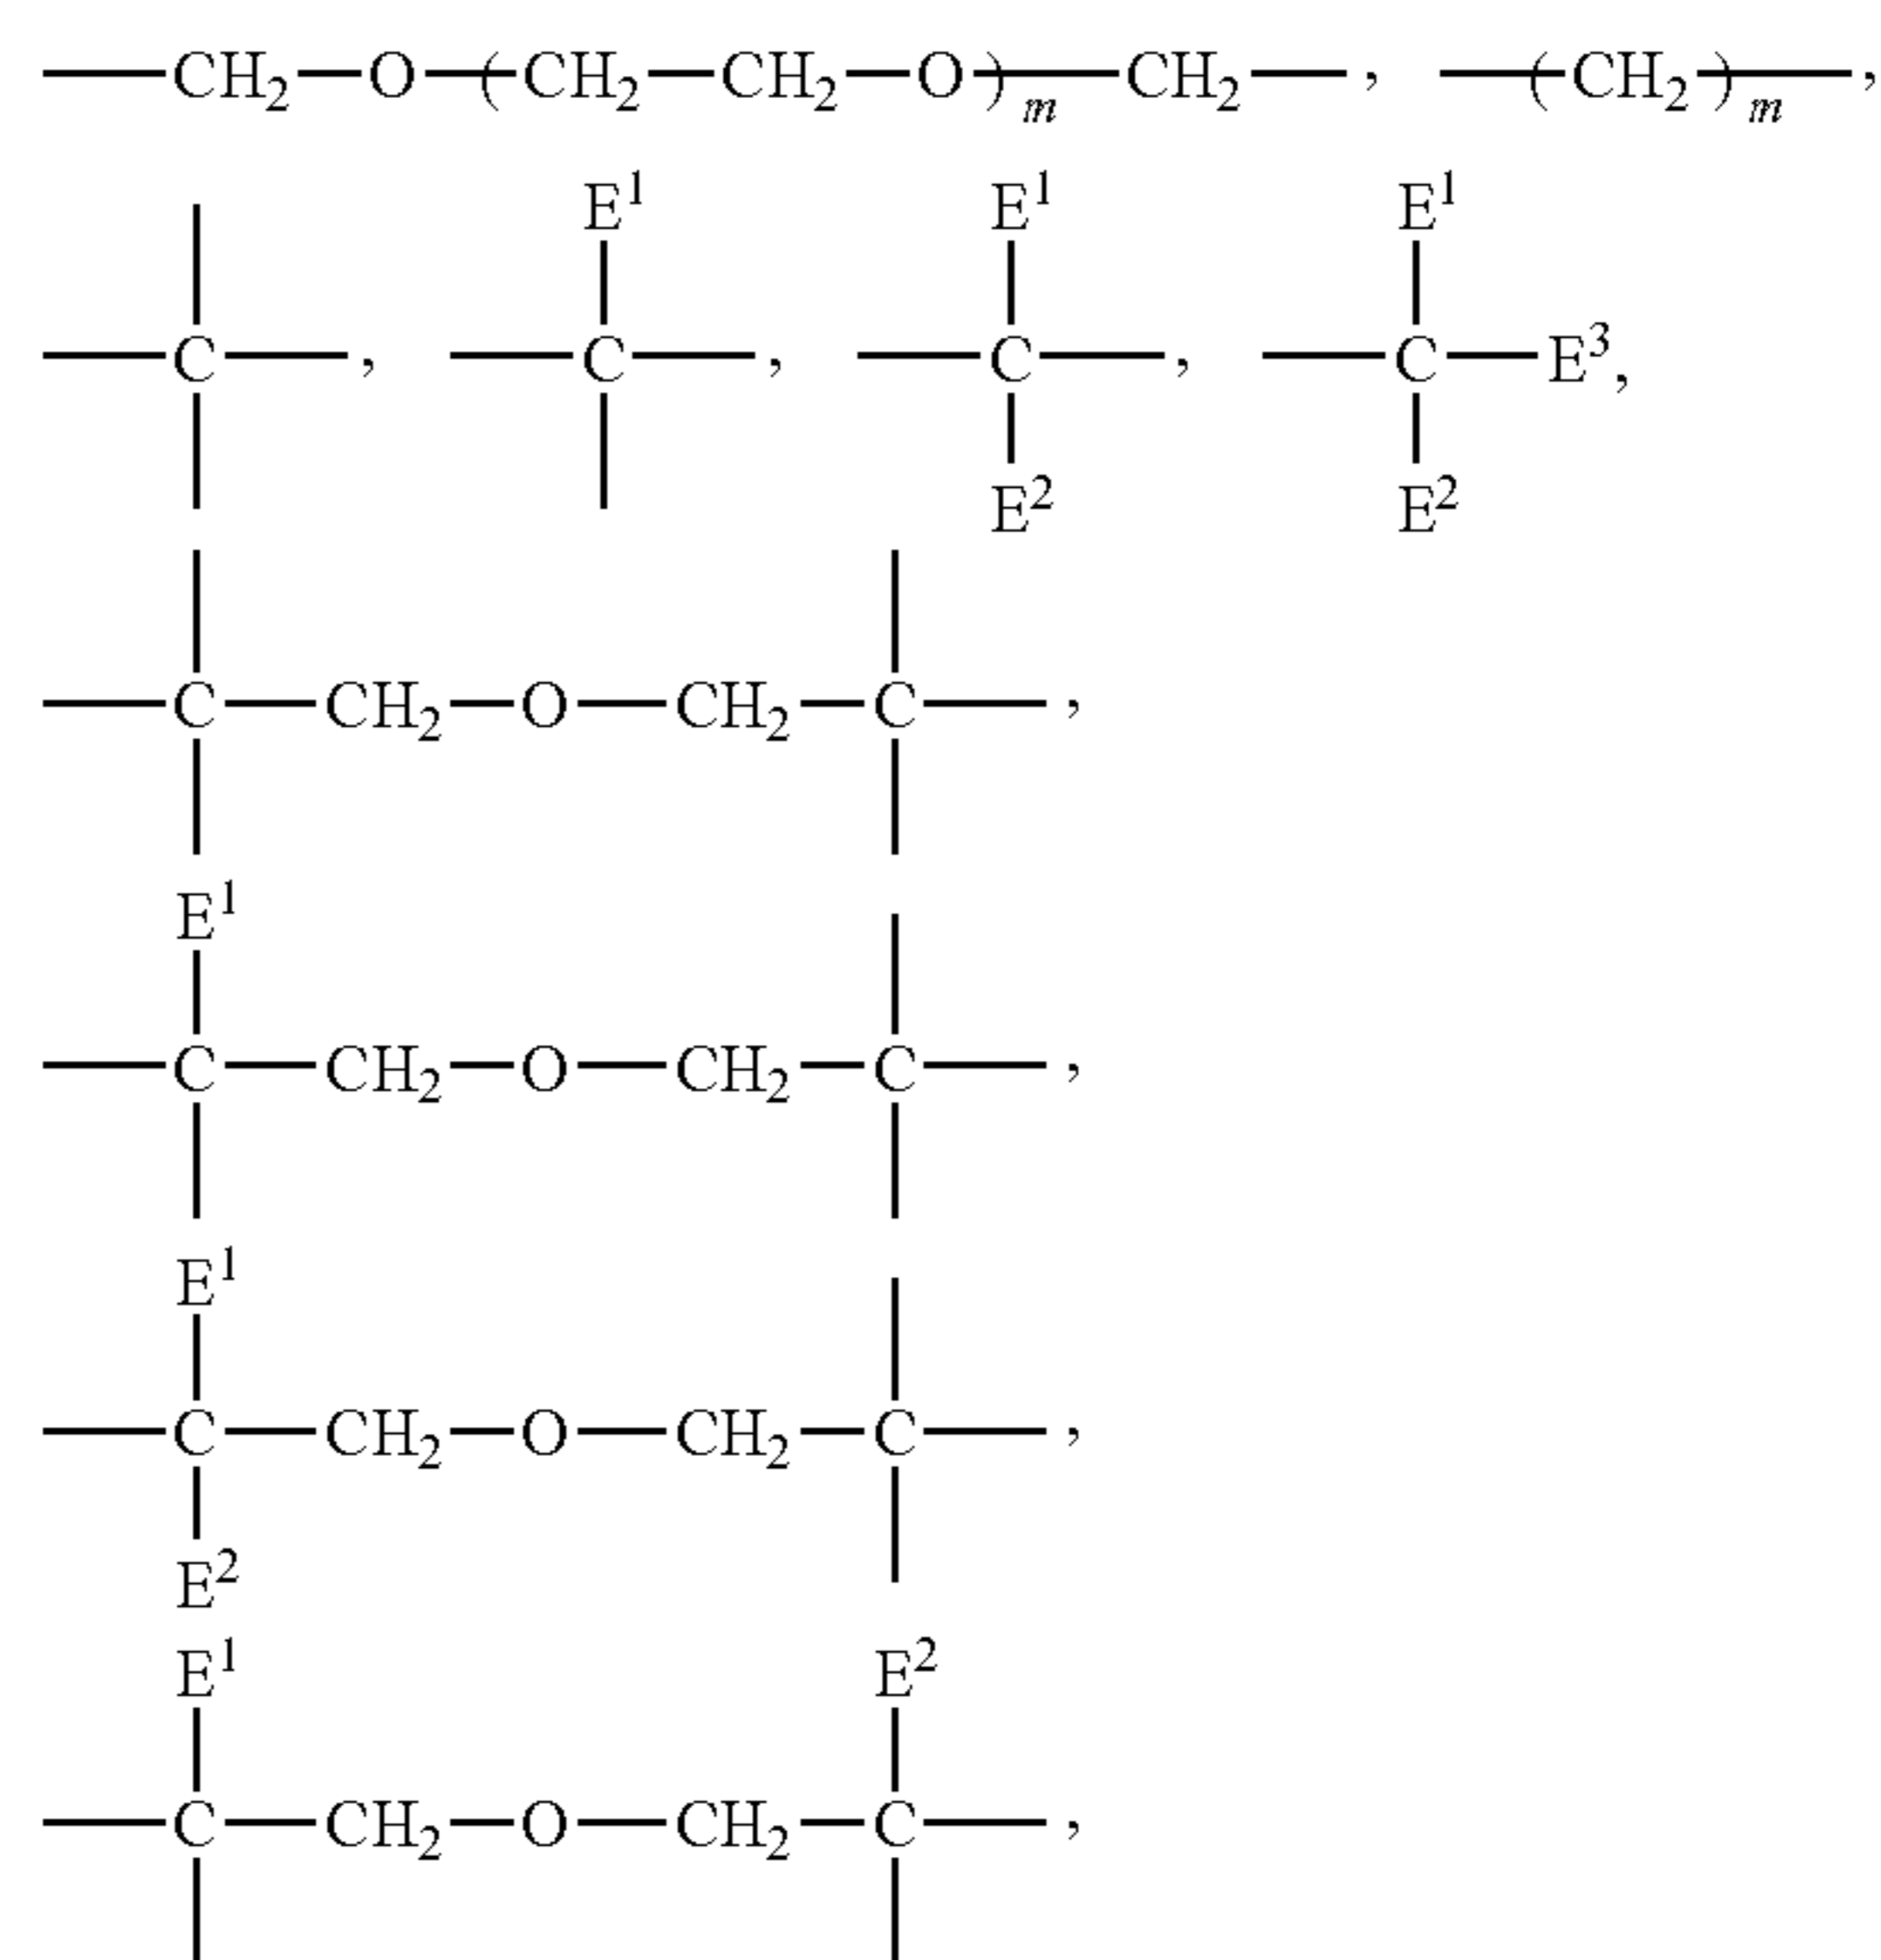 —CH₂—O—(CH₂—CH₂—O)ₘ—CH₂—, —(CH₂)ₘ—,
E¹ E¹ E¹
—C—, —C—, —C—, —C—E³,
E² E²
—C—CH₂—O—CH₂—C—,
E¹
—C—CH₂—O—CH₂—C—,
E¹
—C—CH₂—O—CH₂—C—,
E²
E¹ E²
—C—CH₂—O—CH₂—C—,